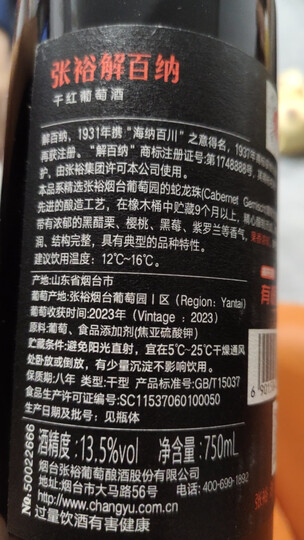 张裕解百纳
干红葡萄酒
解百纳，1931年携“海纳百川”之意得名，1937年
再获注册。“解百纳”商标注册证号:第1748888号，
护，由张裕集团许可本公司使用。
本品系精选张裕烟台葡萄园的蛇龙珠(Cabernet Gernischt
先进的酿造工艺，在橡木桶中贮藏9个月以上，精心
带有浓郁的黑醋栗、樱桃、黑莓、紫罗兰等香气，
润、结构完整，具有典型的品种特性。
建议饮用温度：12℃~16℃。
产地:山东省烟台市
葡萄产地:张裕烟台葡萄园Ⅰ区 (Region: Yantai)
葡萄收获时间:2023年 (Vintage : 2023)
原料:葡萄、食品添加剂(焦亚硫酸钾)
贮藏条件:避免阳光直射，宜在5℃~25℃干燥通风
处卧放或倒放，有少量沉淀不影响饮用。
保质期:八年 类型:干型 产品标准号:GB/T15037
食品生产许可证编号:SC11537060100050
生产日期及批号：见瓶体
酒精度:13.5%vol 净含量:750mL
烟台张裕葡萄酿酒股份有限公司
地址:烟台市大马路56号 电话:400-699-1892
http://www.changyu.com.cn
过量饮酒有害健康
No.50022666